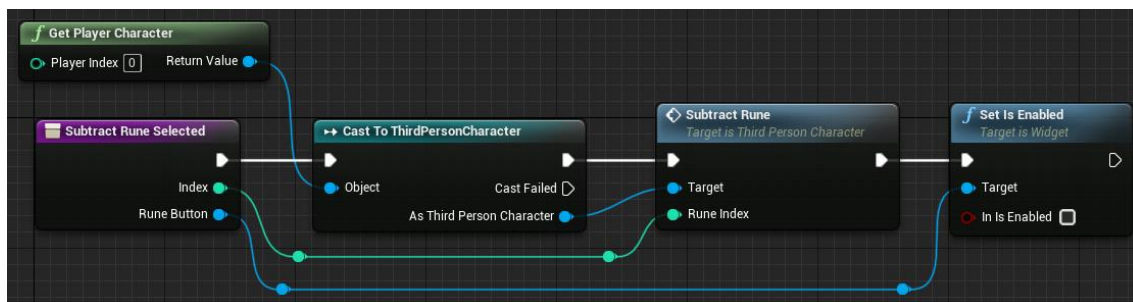 Get Player Character
Player Index 0 Return Value
Subtract Rune Selected
Index
Rune Button
Cast To ThirdPersonCharacter
Object Cast Failed
As Third Person Character
Subtract Rune
Target is Third Person Character
Target
Rune Index
Set Is Enabled
Target is Widget
Target
In Is Enabled